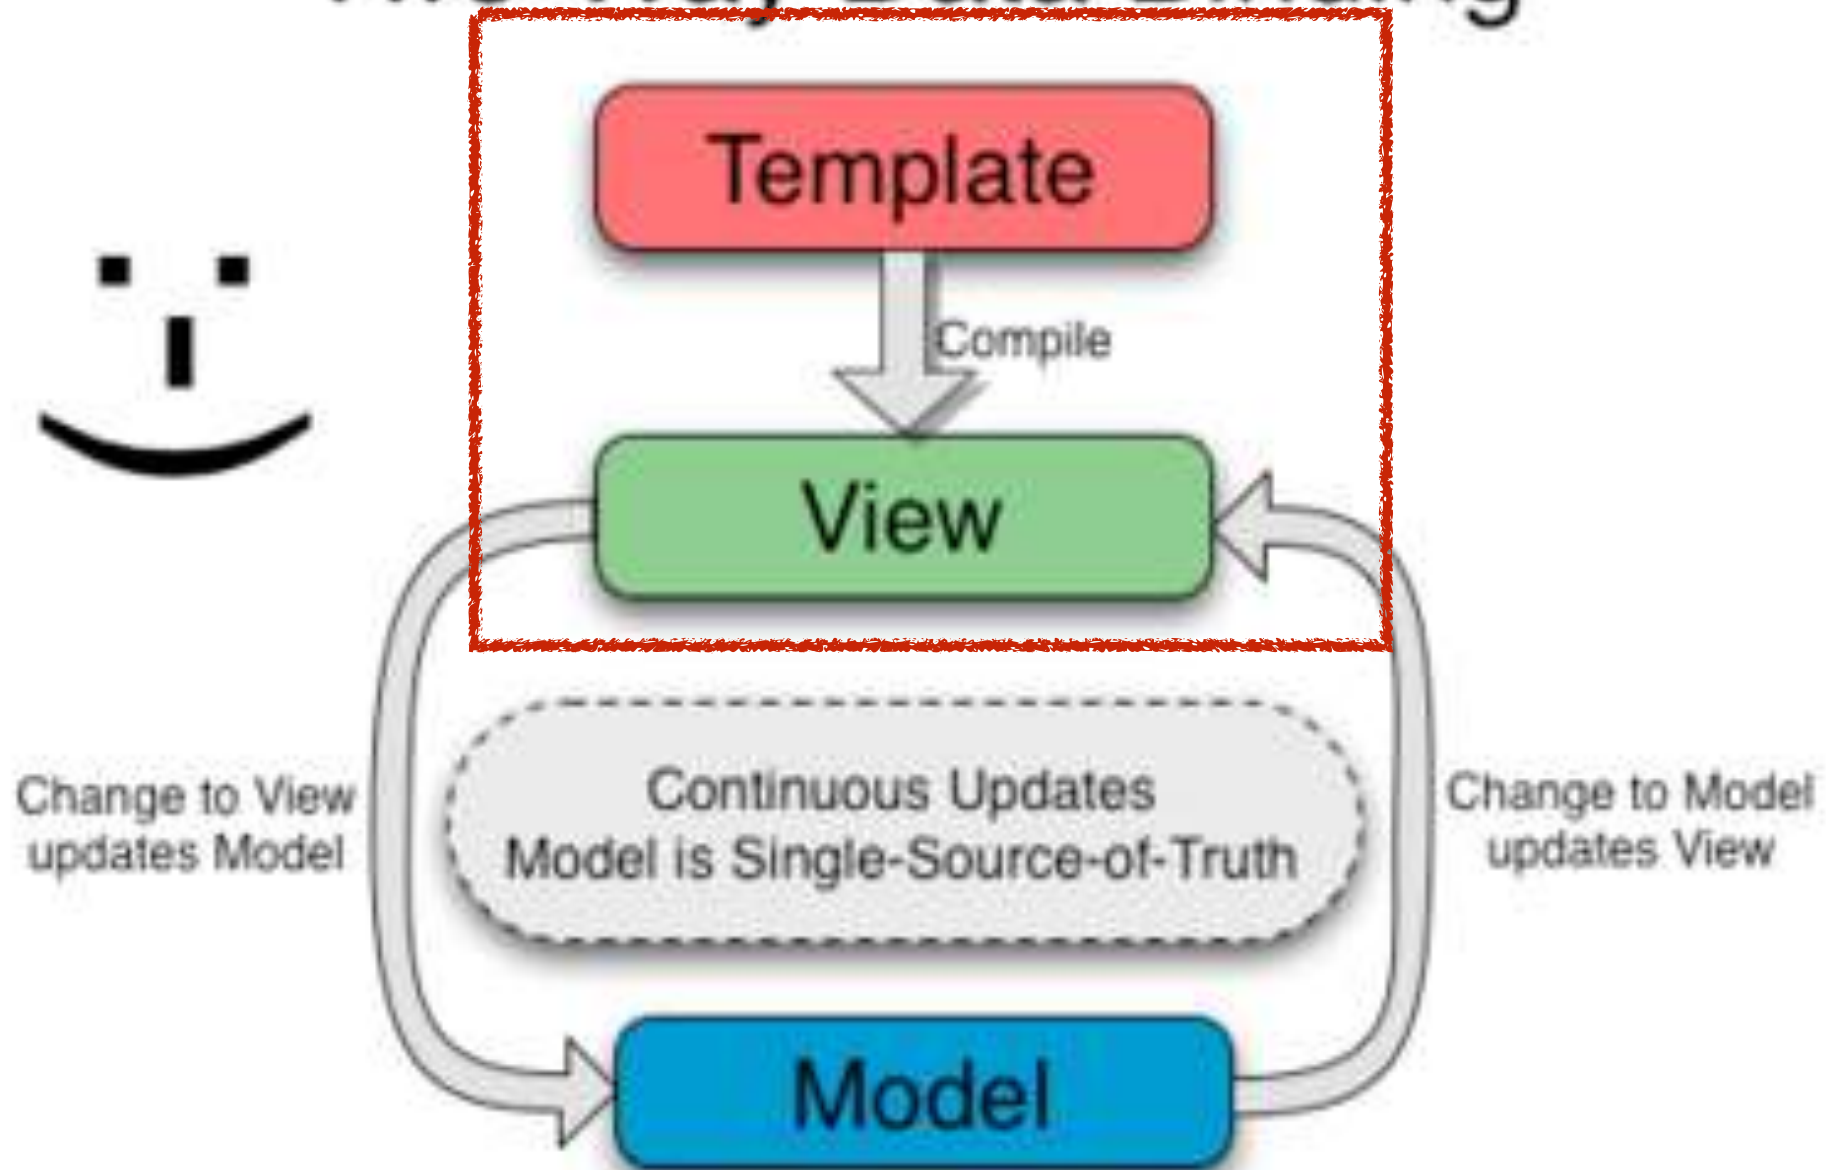 Template
Compile
View
Change to View
updates Model
Continuous Updates
Model is Single-Source-of-Truth
Change to Model
updates View
Model